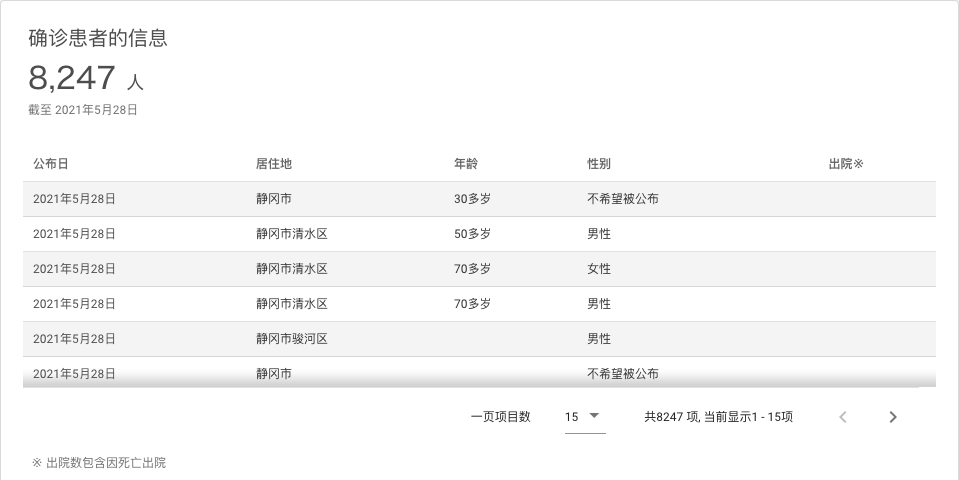 确诊患者的信息
8,247 人
截至 2021年5月28日
公布日 居住地 年龄 性别 出院※
2021年5月28日 静冈市 30多岁 不希望被公布
2021年5月28日 静冈市清水区 50多岁 男性
2021年5月28日 静冈市清水区 70多岁 女性
2021年5月28日 静冈市清水区 70多岁 男性
2021年5月28日 静冈市骏河区 男性
2021年5月28日 静冈市 不希望被公布
一页项目数 15 共8247 项, 当前显示1 - 15项
※ 出院数包含因死亡出院